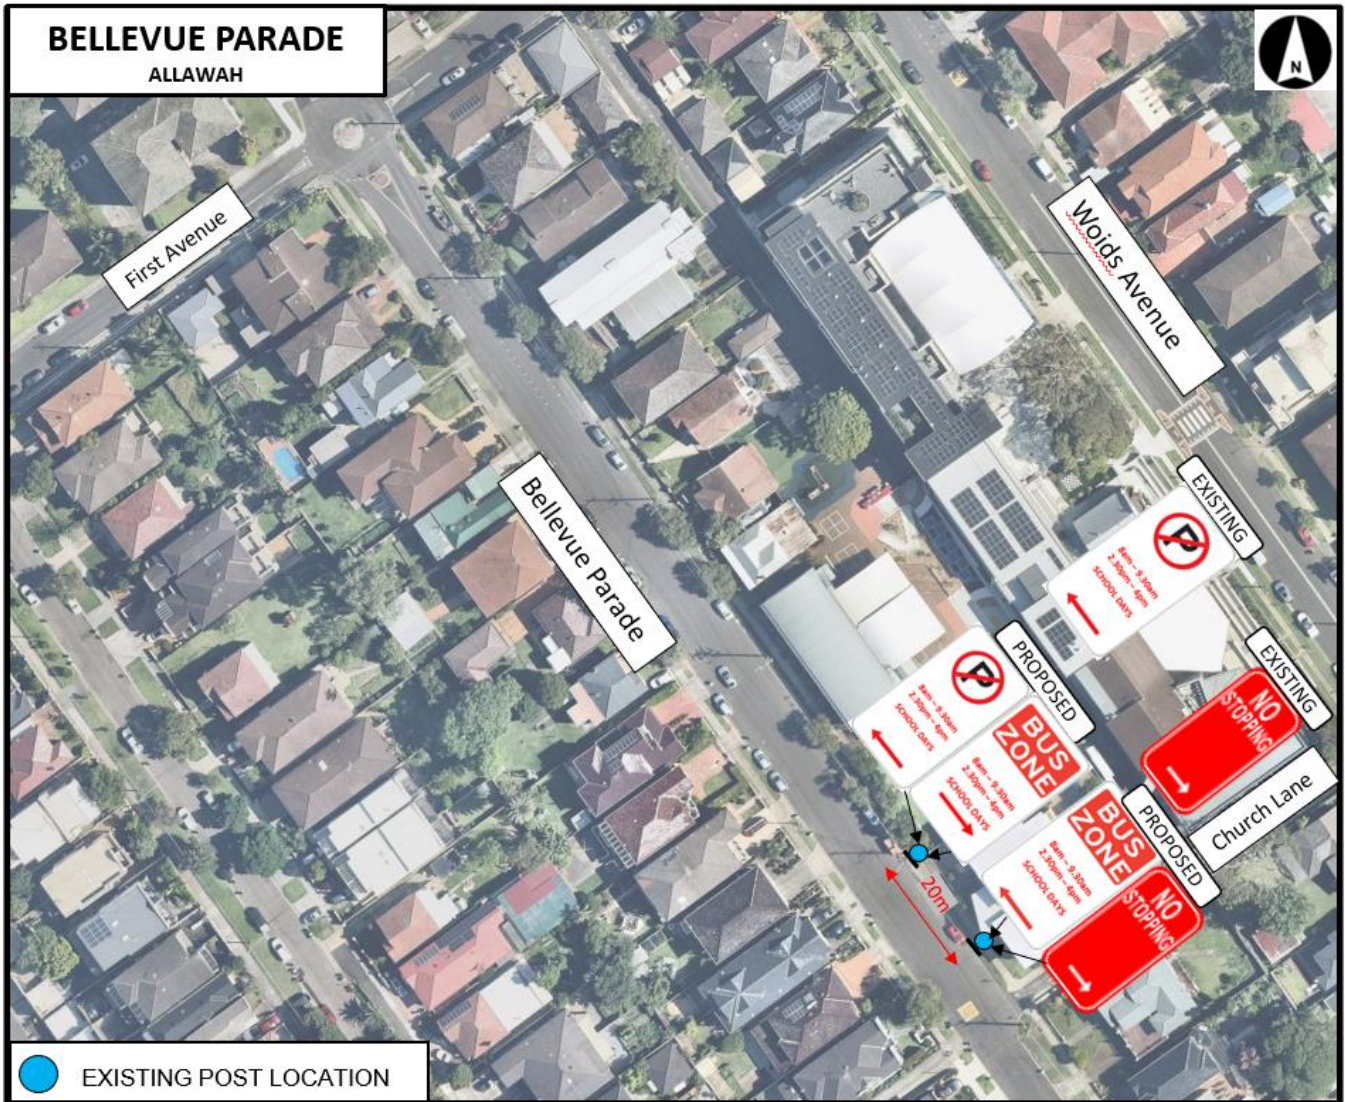 BELLEVUE PARADE
ALLAWAH
N
First Avenue
Woids Avenue
Bellevue Parade
EXISTING
P
8am – 9.30am
2.30pm – 4pm
SCHOOL DAYS
EXISTING
NO
STOPPING
Church Lane
PROPOSED
P
8am – 9.30am
2.30pm – 4pm
SCHOOL DAYS
BUS
ZONE
8am – 9.30am
2.30pm – 4pm
SCHOOL DAYS
PROPOSED
BUS
ZONE
8am – 9.30am
2.30pm – 4pm
SCHOOL DAYS
NO
STOPPING
20m
EXISTING POST LOCATION